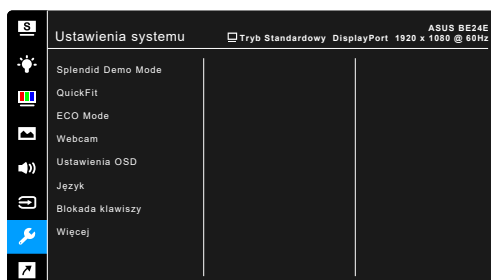 S
ASUS BE24E
Ustawienia systemu
Tryb Standardowy DisplayPort 1920 x 1080 @ 60Hz
Splendid Demo Mode
QuickFit
ECO Mode
Webcam
Ustawienia OSD
Język
Blokada klawiszy
Więcej